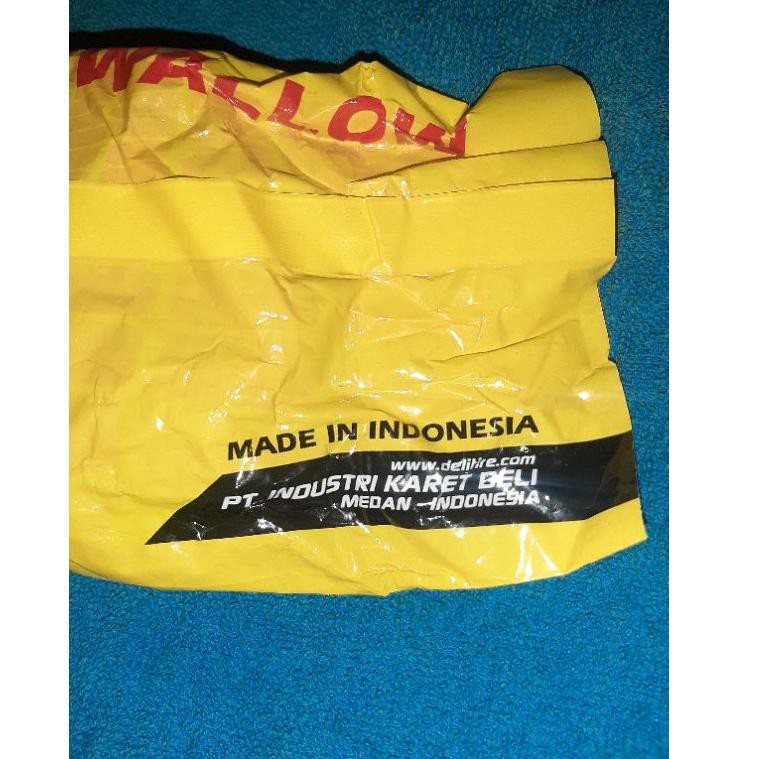 WALLOW
MADE IN INDONESIA
www.delitire.com
PT. INDUSTRI KARET DELI
MEDAN - INDONESIA